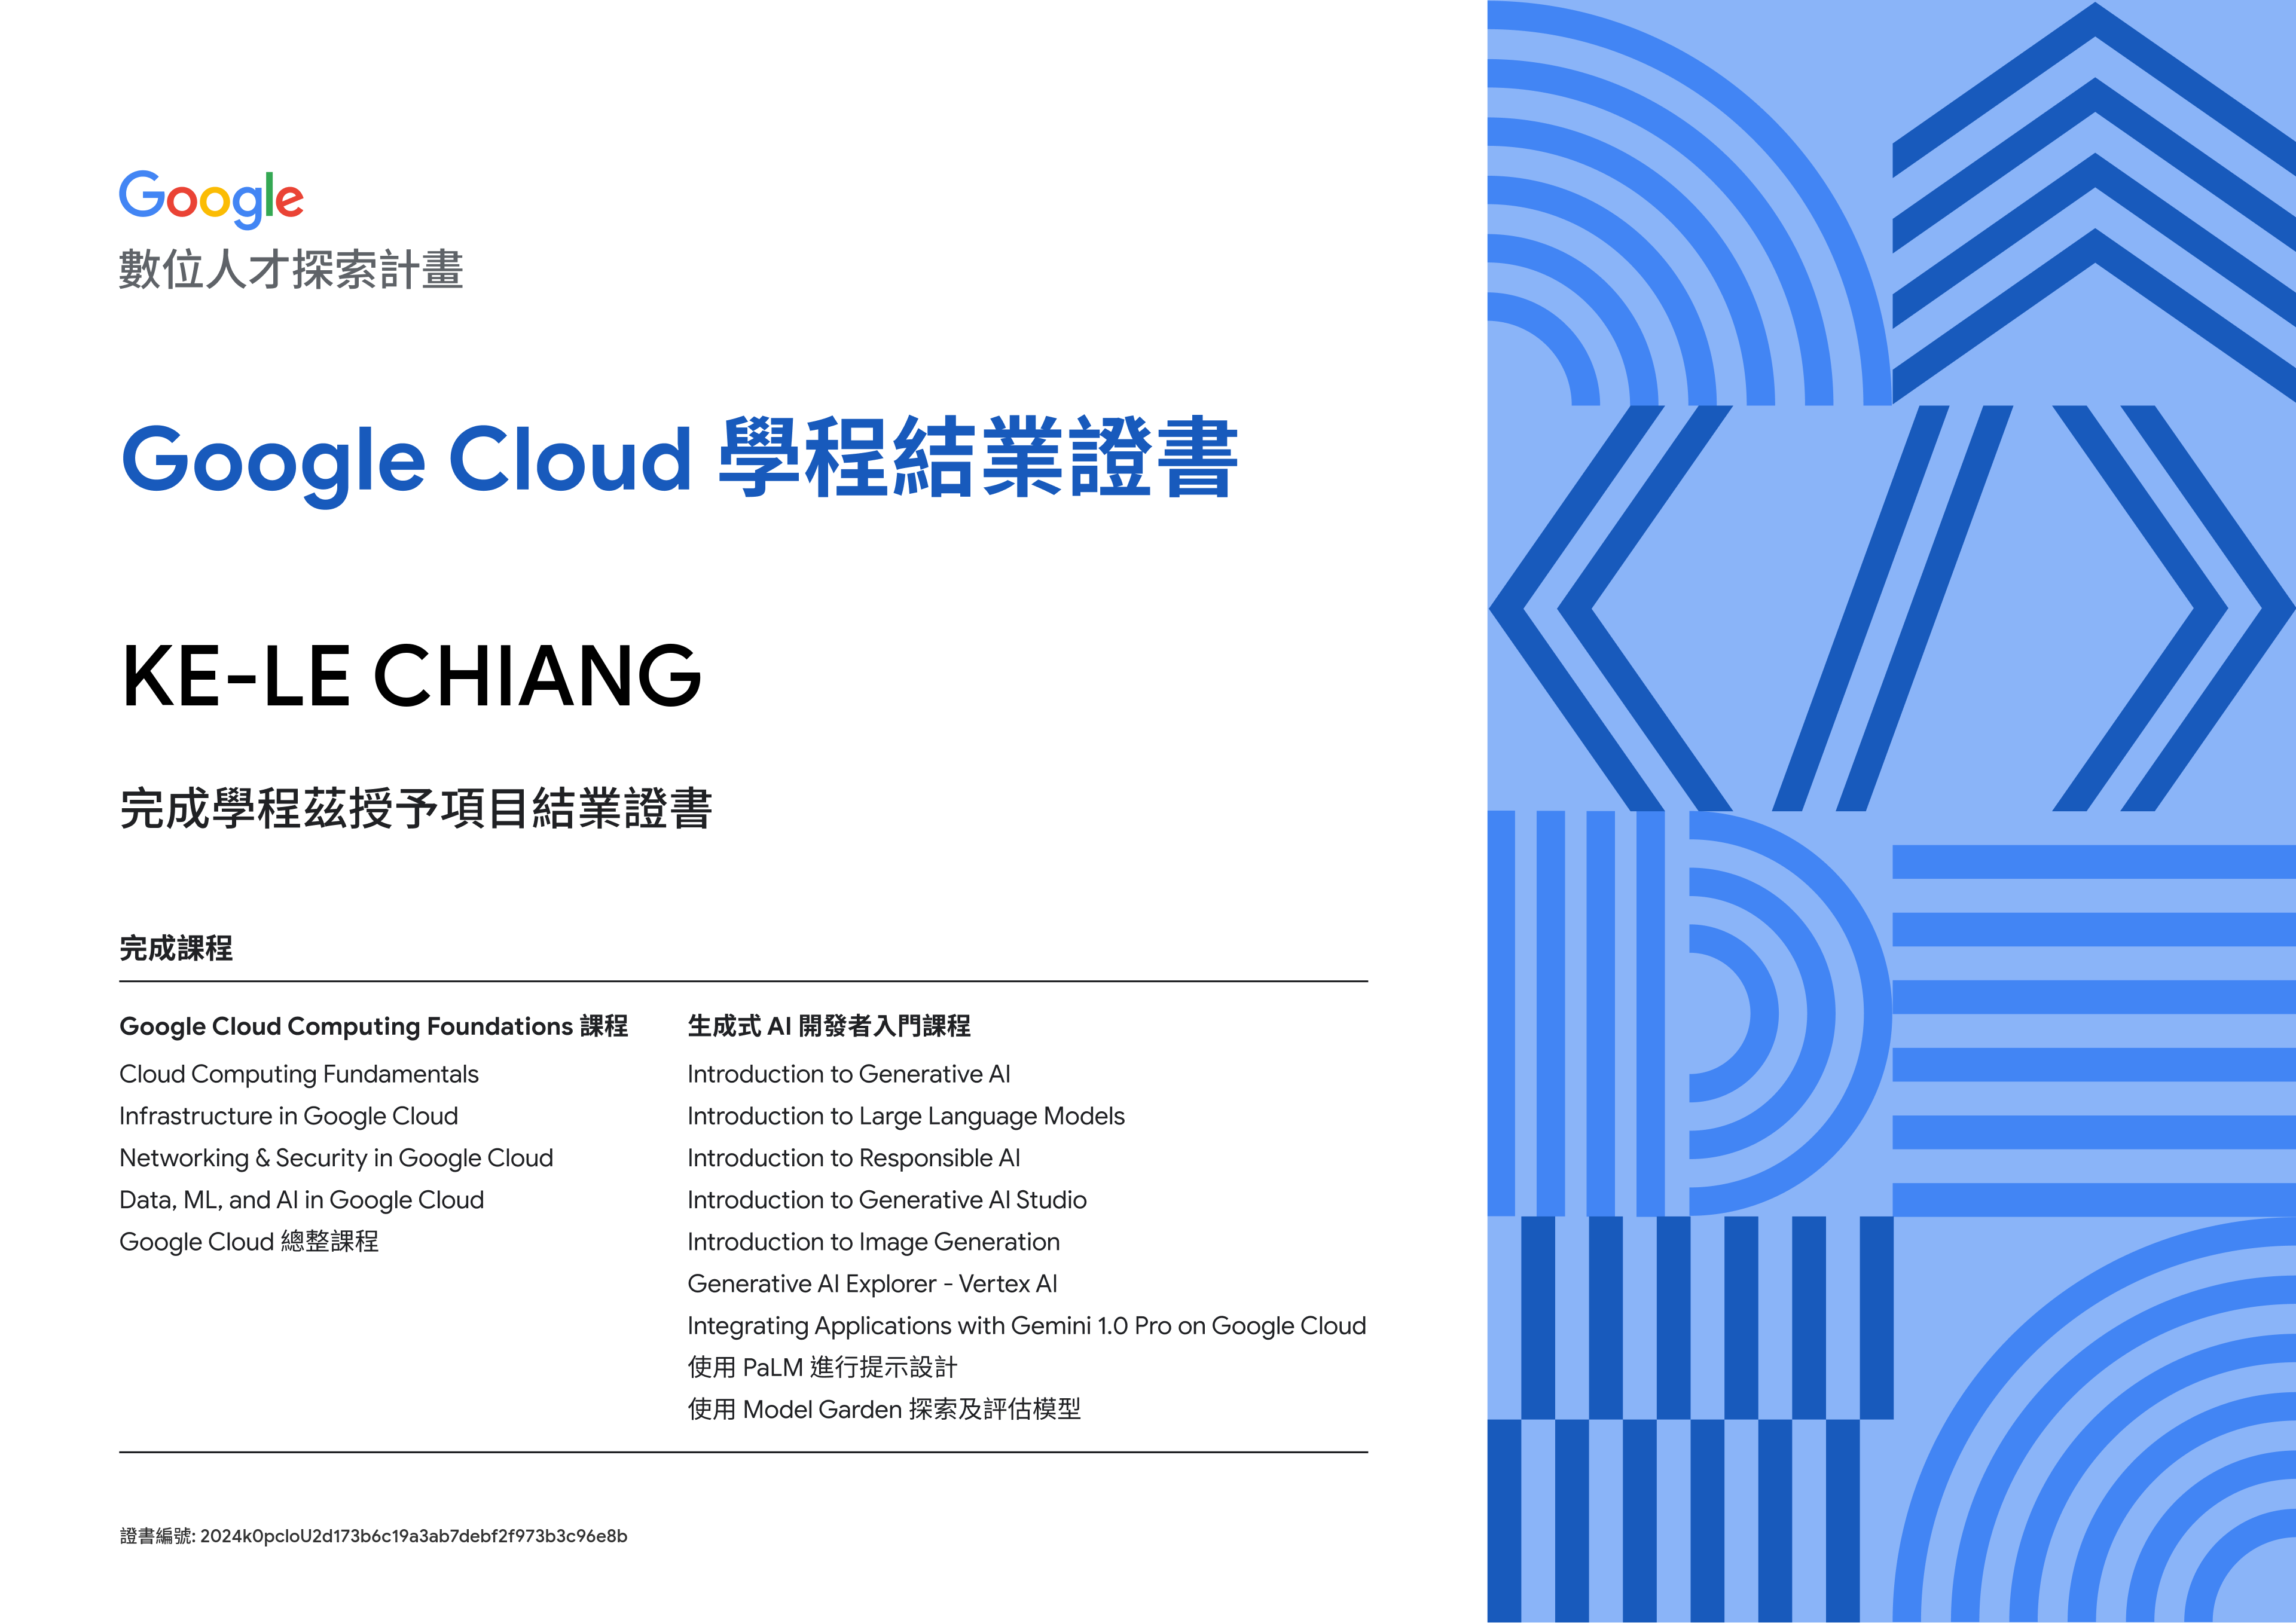 Google
數位人才探索計畫
Google Cloud 學程結業證書
KE-LE CHIANG
完成學程茲授予項目結業證書
完成課程
Google Cloud Computing Foundations 課程
Cloud Computing Fundamentals
Infrastructure in Google Cloud
Networking & Security in Google Cloud
Data, ML, and AI in Google Cloud
Google Cloud 總整課程
生成式 AI 開發者入門課程
Introduction to Generative AI
Introduction to Large Language Models
Introduction to Responsible AI
Introduction to Generative AI Studio
Introduction to Image Generation
Generative AI Explorer - Vertex AI
Integrating Applications with Gemini 1.0 Pro on Google Cloud
使用 PaLM 進行提示設計
使用 Model Garden 探索及評估模型
證書編號: 2024k0pcloU2d173b6c19a3ab7debf2f973b3c96e8b